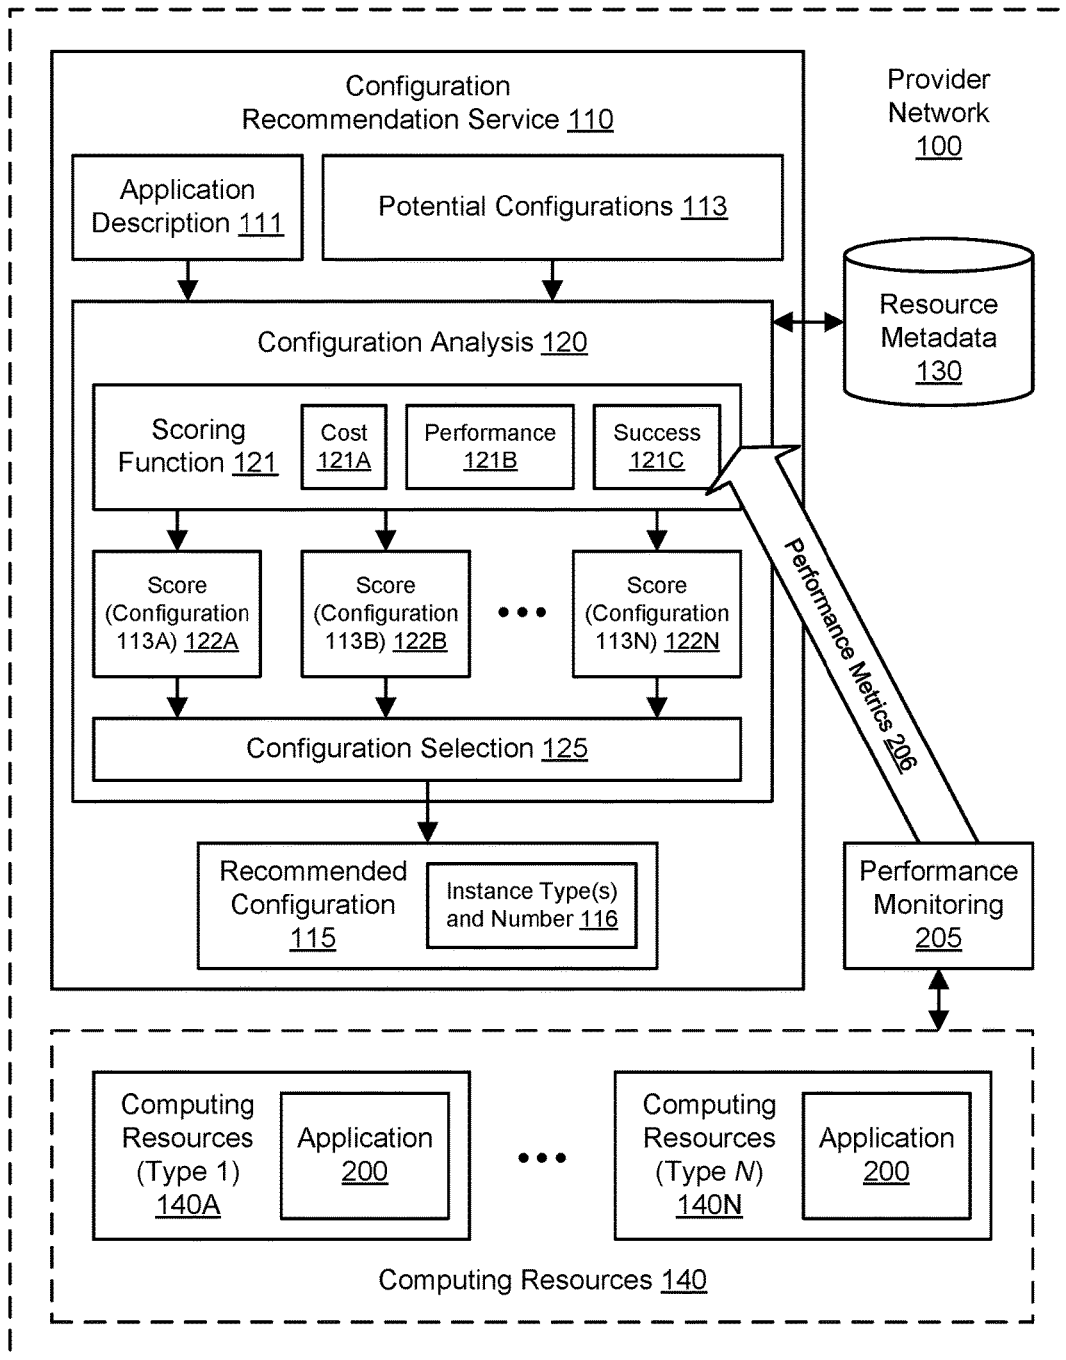 Configuration
Recommendation Service 110
Provider
Network
100
Application
Description 111
Potential Configurations 113
Resource
Metadata
130
Configuration Analysis 120
Scoring
Function 121
Cost
121A
Performance
121B
Success
121C
Score
(Configuration
113A) 122A
Score
(Configuration
113B) 122B
•••
Score
(Configuration
113N) 122N
Performance Metrics 206
Configuration Selection 125
Recommended
Configuration
115
Instance Type(s)
and Number 116
Performance
Monitoring
205
Computing
Resources
(Type 1)
140A
Application
200
•••
Computing
Resources
(Type N)
140N
Application
200
Computing Resources 140